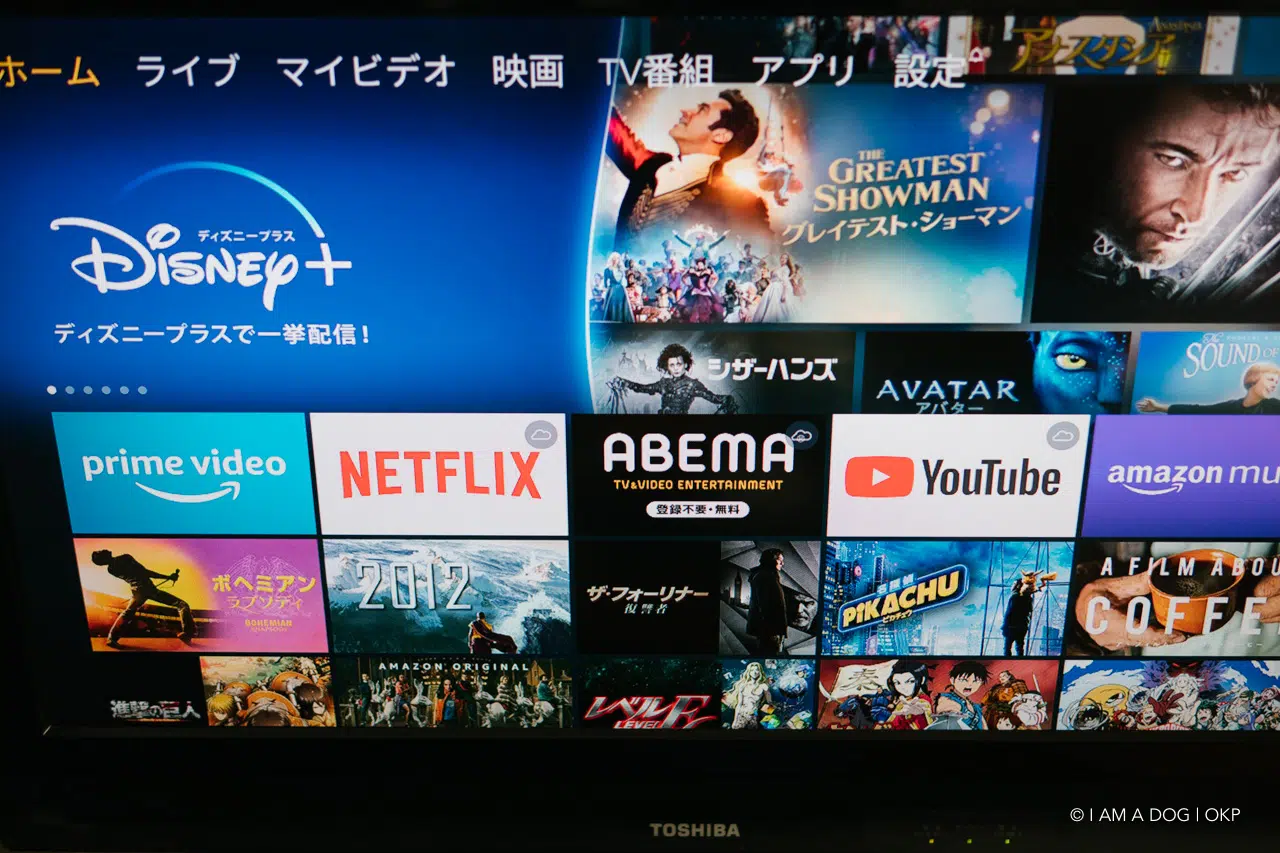 ホーム ライブ マイビデオ 映画 TV番組 アプリ 設定
アナスタシア
THE
GREATEST
SHOWMAN
グレイテスト・ショーマン
ディズニープラス
DISNEY+
ディズニープラスで一挙配信！
シザーハンズ
AVATAR
アバター
The
SOUND OF
prime video
NETFLIX
ABEMA
TV&VIDEO ENTERTAINMENT
登録不要・無料
YouTube
amazon mu
ボヘミアン
ラプソディ
BOHEMIAN
RHAPSODY
2012
ザ・フォーリナー
復讐者
名探偵
PIKACHU
ピカチュウ
A FILM ABOU
COFFE
進撃の巨人
AMAZON ORIGINAL
レベルE
LEVEL E
TOSHIBA
© I AM A DOG | OKP